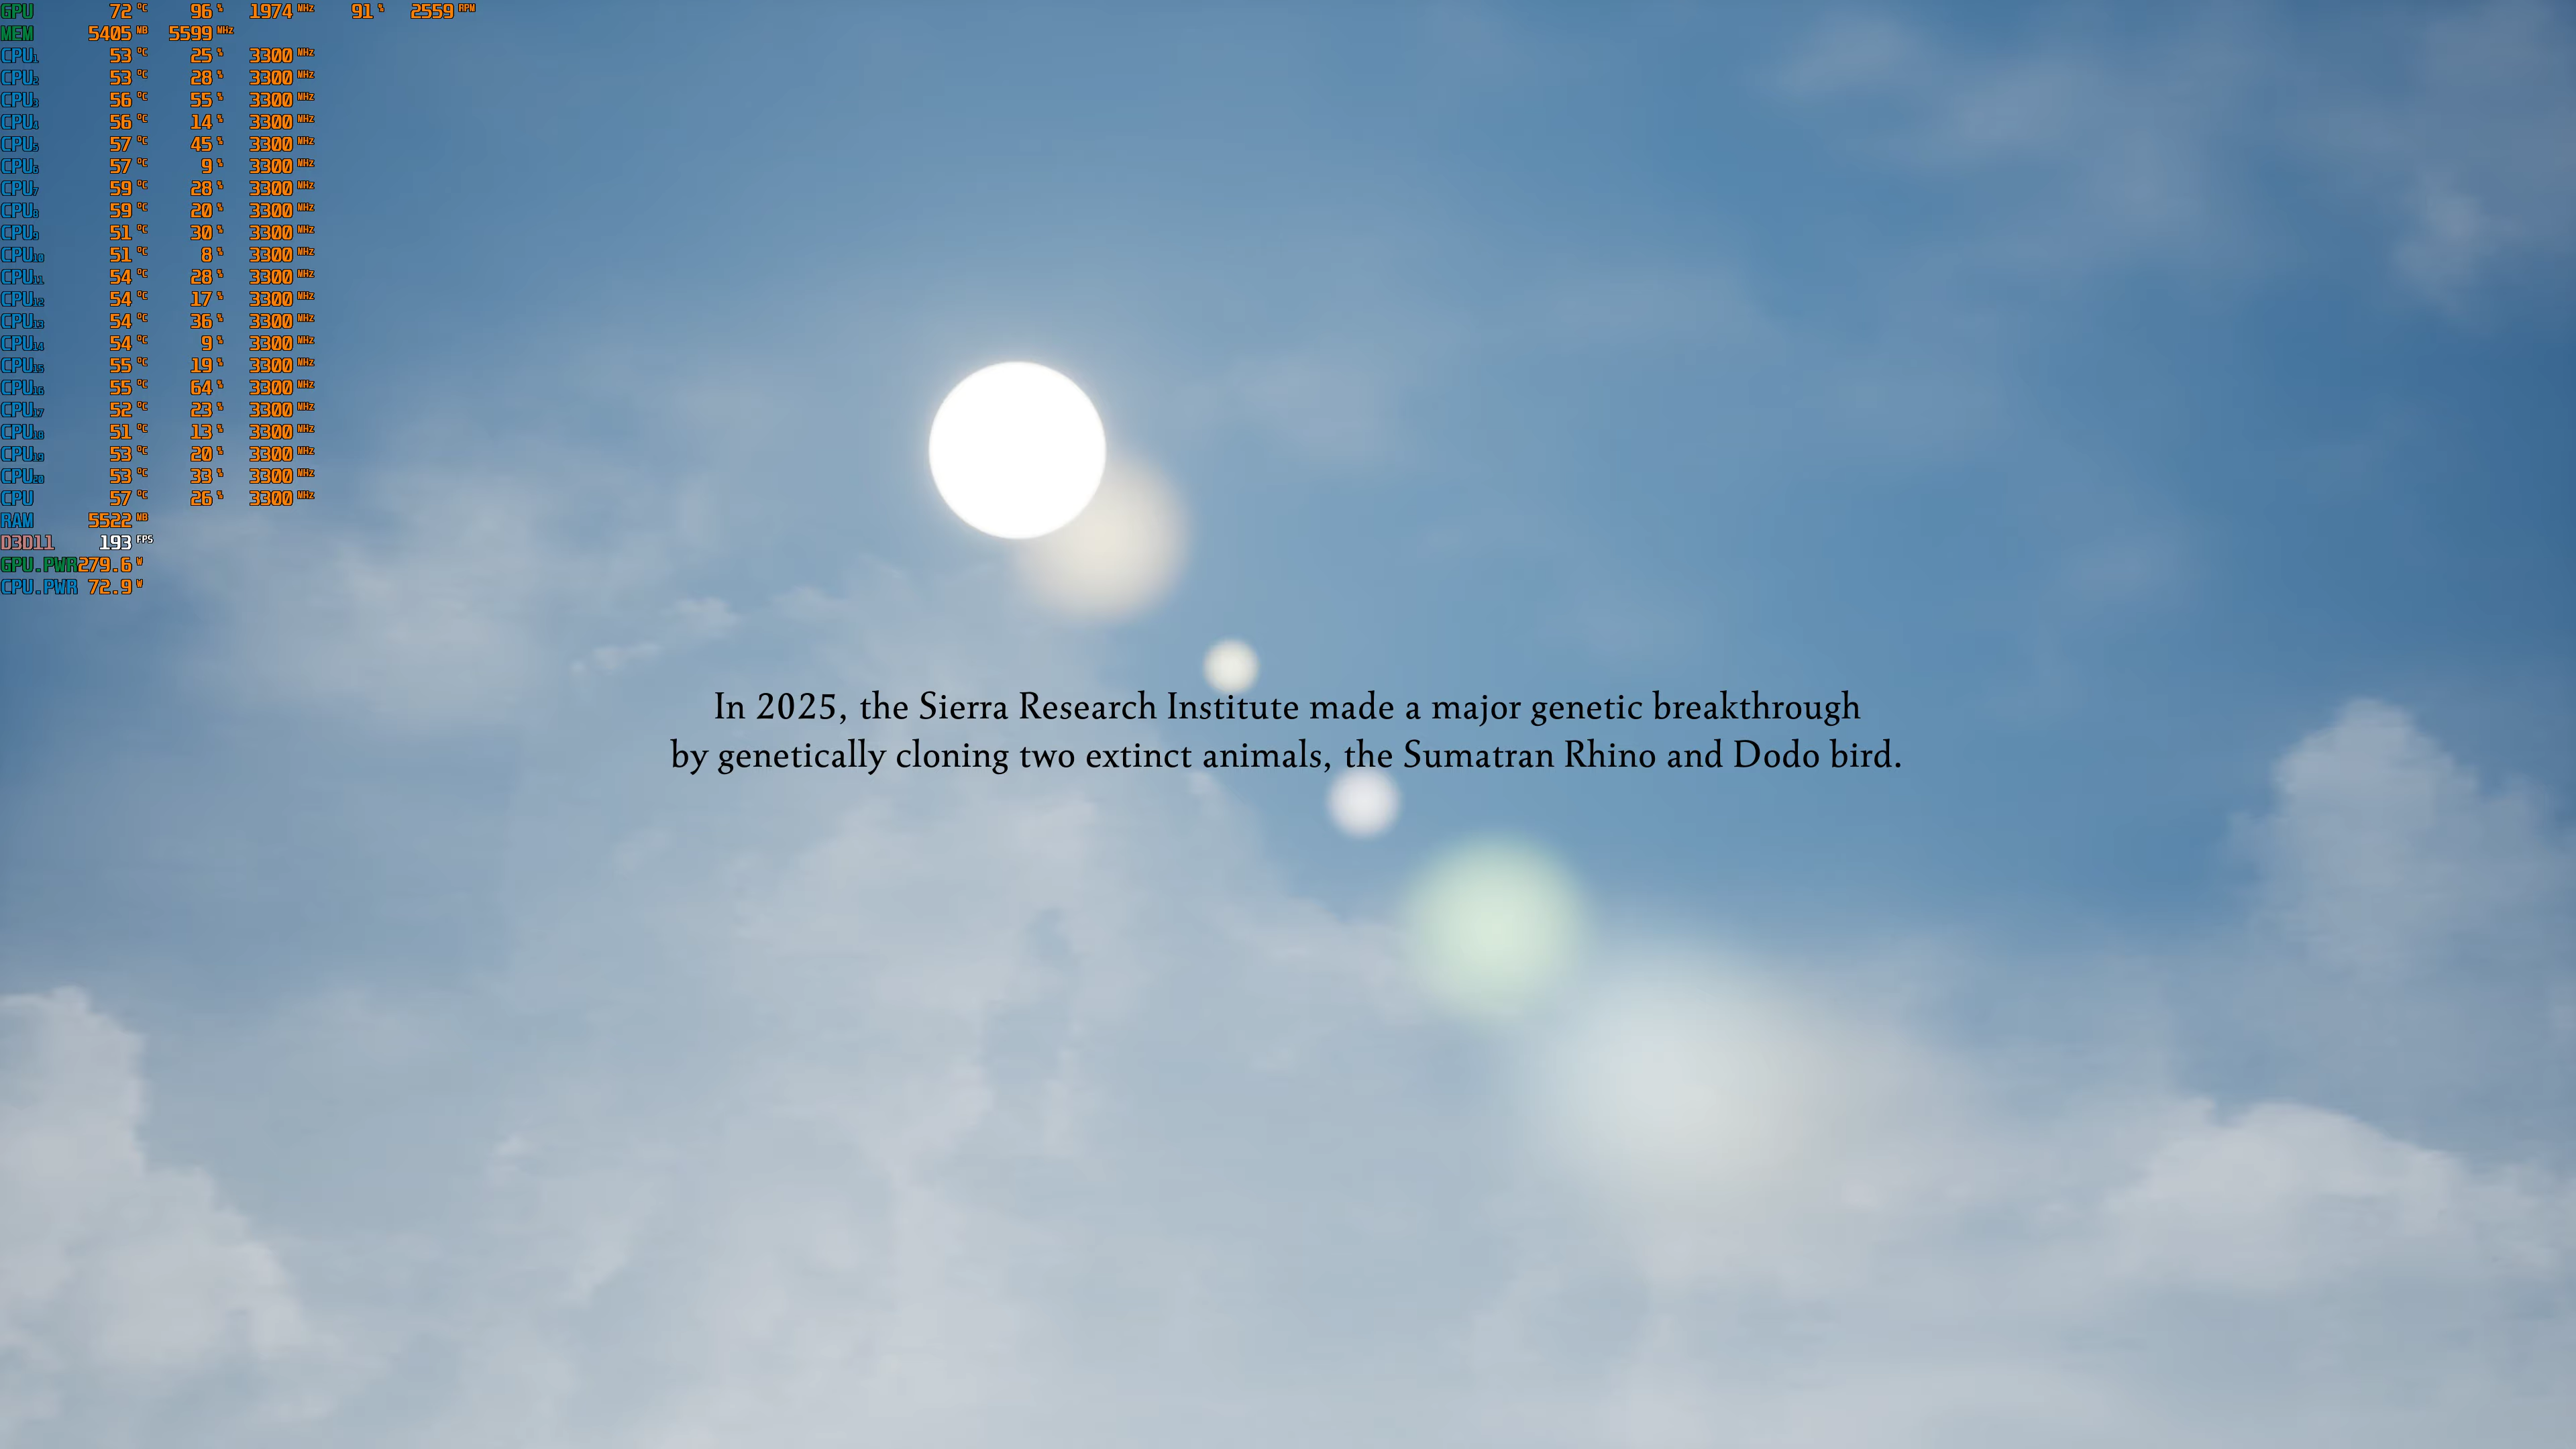 GPU 72 °C 96 % 1974 MHz 91 % 2559 RPM
MEM 5405 MB 5599 MHz
CPU1 53 °C 25 % 3300 MHz
CPU2 53 °C 28 % 3300 MHz
CPU3 56 °C 55 % 3300 MHz
CPU4 56 °C 14 % 3300 MHz
CPU5 57 °C 45 % 3300 MHz
CPU6 57 °C 9 % 3300 MHz
CPU7 59 °C 28 % 3300 MHz
CPU8 59 °C 20 % 3300 MHz
CPU9 51 °C 30 % 3300 MHz
CPU10 51 °C 8 % 3300 MHz
CPU11 54 °C 28 % 3300 MHz
CPU12 54 °C 17 % 3300 MHz
CPU13 54 °C 36 % 3300 MHz
CPU14 54 °C 9 % 3300 MHz
CPU15 55 °C 19 % 3300 MHz
CPU16 55 °C 64 % 3300 MHz
CPU17 52 °C 23 % 3300 MHz
CPU18 51 °C 13 % 3300 MHz
CPU19 53 °C 20 % 3300 MHz
CPU20 53 °C 33 % 3300 MHz
CPU 57 °C 26 % 3300 MHz
RAM 5522 MB
D3D11 193 FPS
GPU.PWR 279.6 W
CPU.PWR 72.9 W
In 2025, the Sierra Research Institute made a major genetic breakthrough
by genetically cloning two extinct animals, the Sumatran Rhino and Dodo bird.